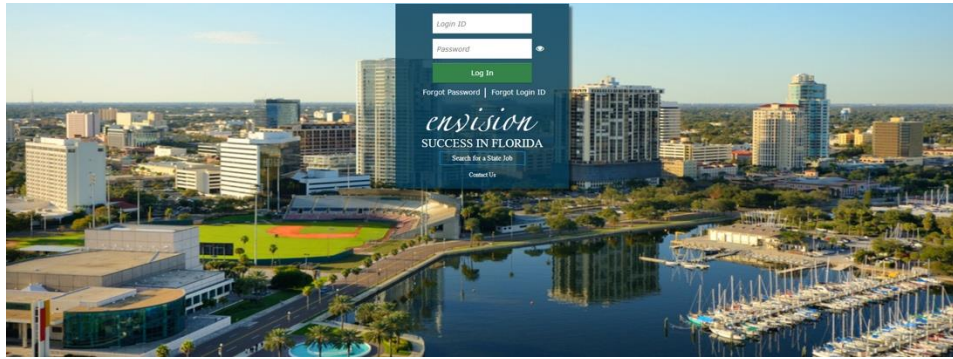 Login ID
Password
Log In
Forgot Password | Forgot Login ID
envision
SUCCESS IN FLORIDA
Search for a State Job
Contact Us